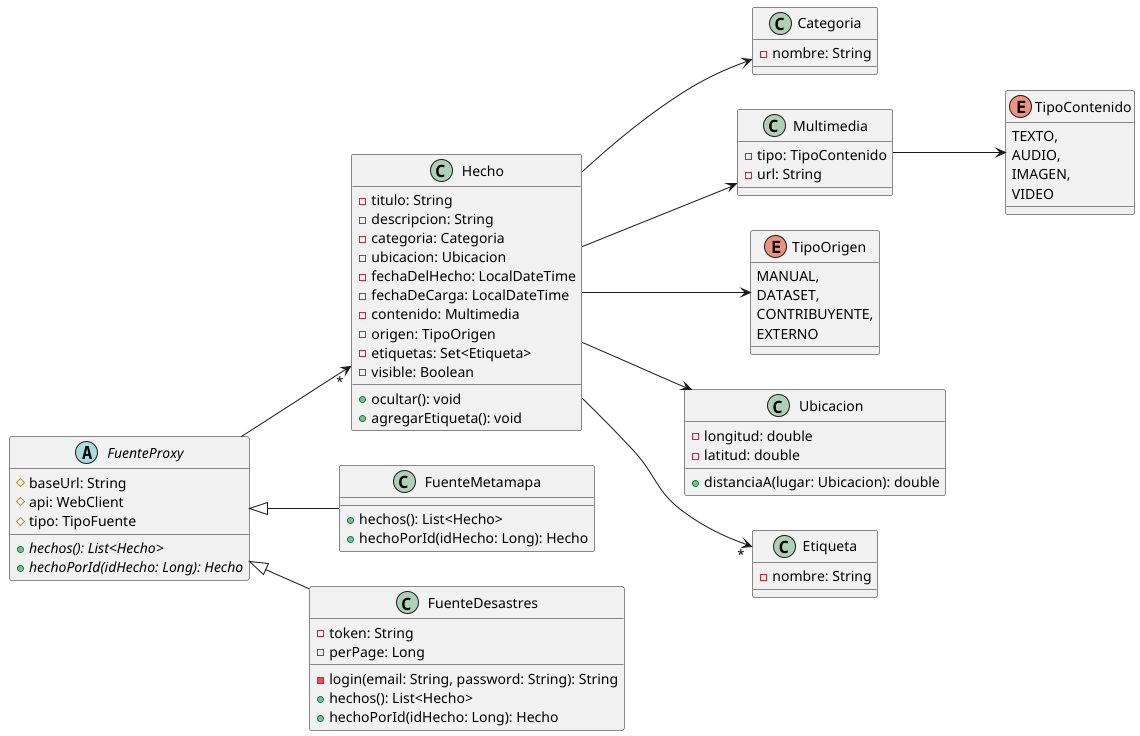 C Categoria
nombre: String
C Multimedia
tipo: TipoContenido
url: String
E TipoContenido
TEXTO,
AUDIO,
IMAGEN,
VIDEO
C Hecho
titulo: String
descripcion: String
categoria: Categoria
ubicacion: Ubicacion
fechaDelHecho: LocalDateTime
fechaDeCarga: LocalDateTime
contenido: Multimedia
origen: TipoOrigen
etiquetas: Set<Etiqueta>
visible: Boolean
ocultar(): void
agregarEtiqueta(): void
E TipoOrigen
MANUAL,
DATASET,
CONTRIBUYENTE,
EXTERNO
*
C Ubicacion
longitud: double
latitud: double
distanciaA(lugar: Ubicacion): double
A FuenteProxy
baseUrl: String
api: WebClient
tipo: TipoFuente
hechos(): List<Hecho>
hechoPorId(idHecho: Long): Hecho
C FuenteMetamapa
hechos(): List<Hecho>
hechoPorId(idHecho: Long): Hecho
*
C Etiqueta
nombre: String
C FuenteDesastres
token: String
perPage: Long
login(email: String, password: String): String
hechos(): List<Hecho>
hechoPorId(idHecho: Long): Hecho